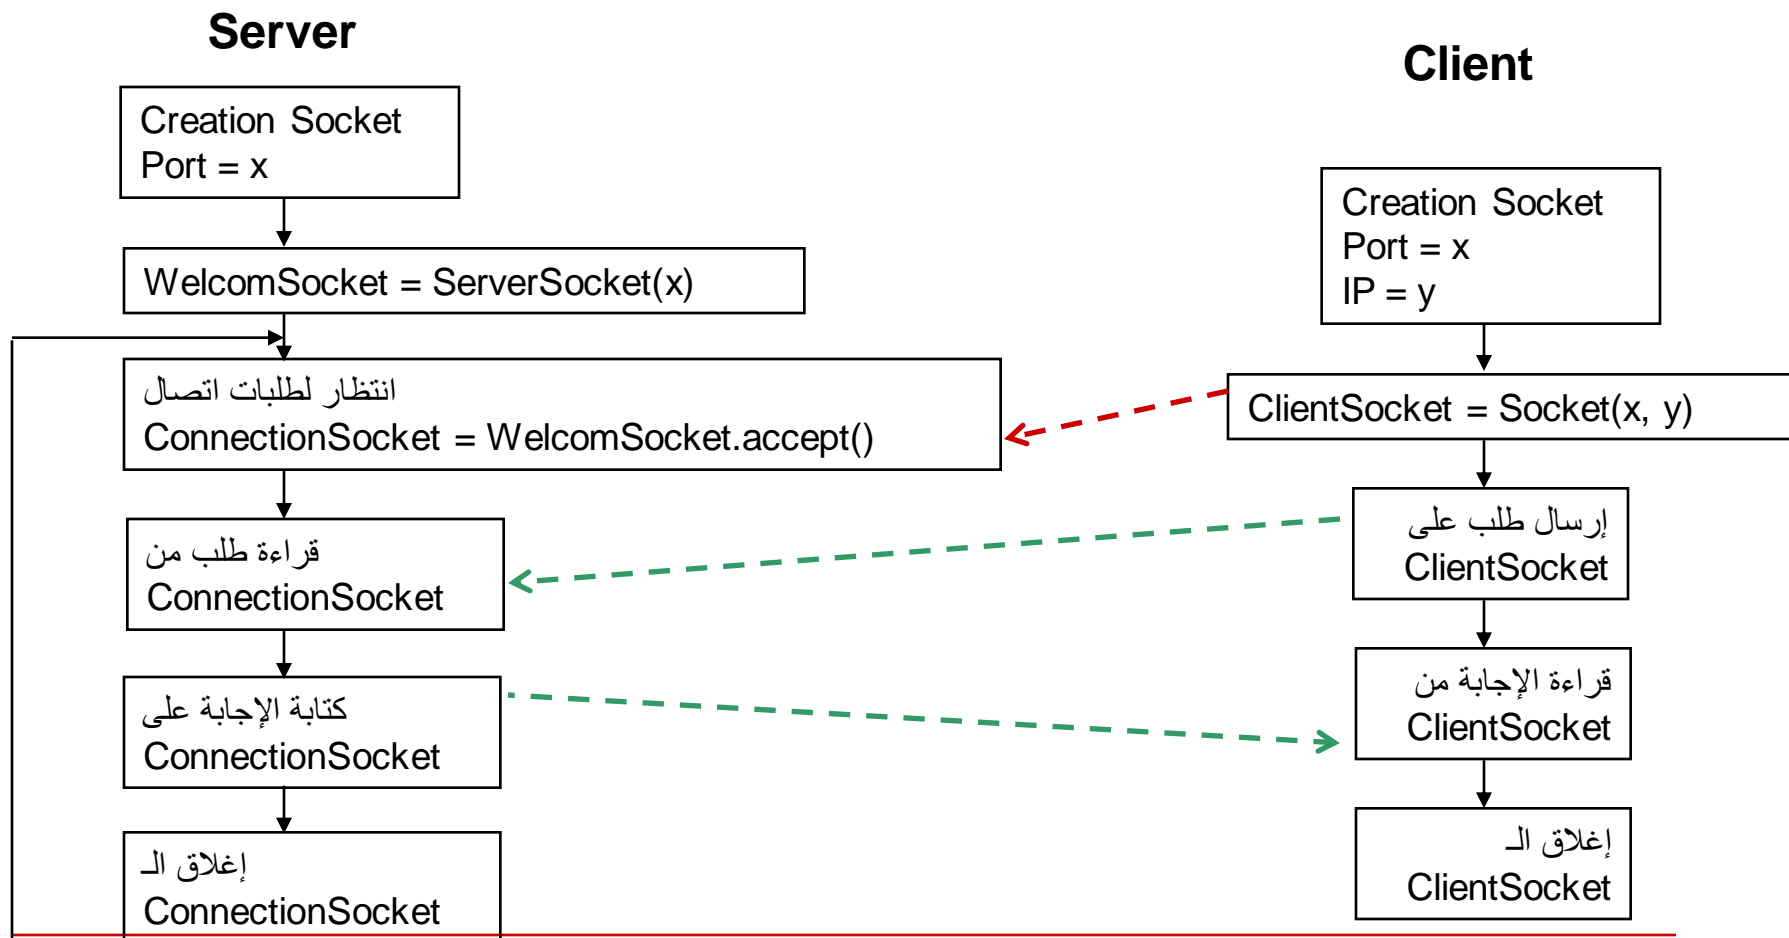 Server
Creation Socket
Port = x
WelcomSocket = ServerSocket(x)
انتظار لطلبات اتصال
ConnectionSocket = WelcomSocket.accept()
قراءة طلب من
ConnectionSocket
كتابة الإجابة على
ConnectionSocket
إغلاق الـ
ConnectionSocket
Client
Creation Socket
Port = x
IP = y
ClientSocket = Socket(x, y)
إرسال طلب على
ClientSocket
قراءة الإجابة من
ClientSocket
إغلاق الـ
ClientSocket